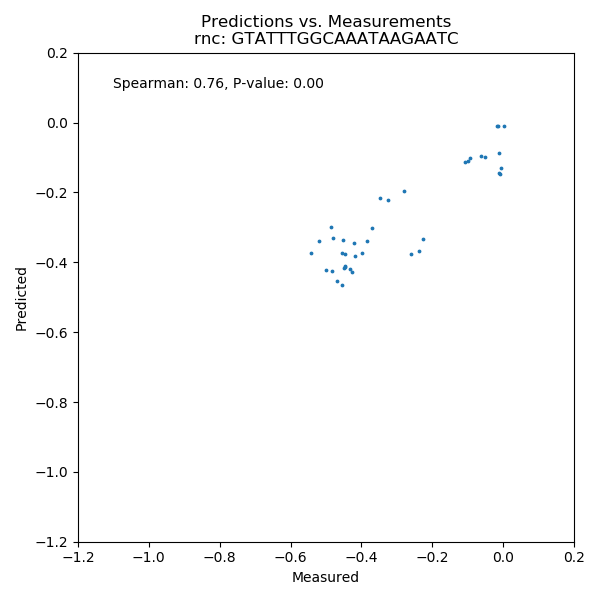 Predictions vs. Measurements
rnc: GTATTTGGCAAATAAGAATC
Spearman: 0.76, P-value: 0.00
0.2
0.0
−0.2
−0.4
−0.6
−0.8
−1.0
−1.2
Predicted
−1.2 −1.0 −0.8 −0.6 −0.4 −0.2 0.0 0.2
Measured